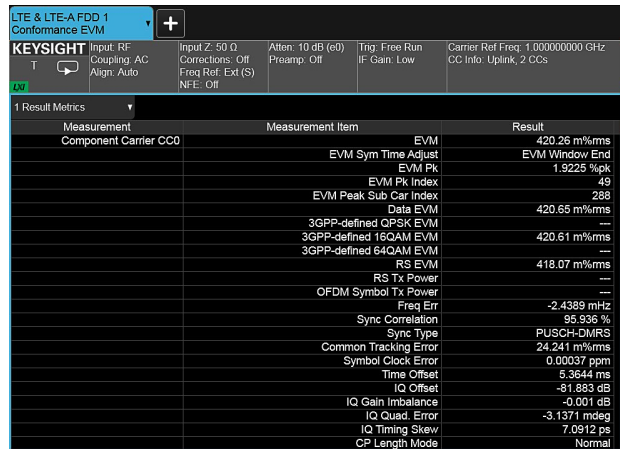 LTE & LTE-A FDD 1
Conformance EVM
KEYSIGHT
T
LXI
Input: RF
Coupling: AC
Align: Auto
Input Z: 50 Ω
Corrections: Off
Freq Ref: Ext (S)
NFE: Off
Atten: 10 dB (e0)
Preamp: Off
Trig: Free Run
IF Gain: Low
Carrier Ref Freq: 1.000000000 GHz
CC Info: Uplink, 2 CCs
1 Result Metrics
Measurement Measurement Item Result
Component Carrier CC0 EVM 420.26 m%rms
EVM Sym Time Adjust EVM Window End
EVM Pk 1.9225 %pk
EVM Pk Index 49
EVM Peak Sub Car Index 288
Data EVM 420.65 m%rms
3GPP-defined QPSK EVM ---
3GPP-defined 16QAM EVM 420.61 m%rms
3GPP-defined 64QAM EVM ---
RS EVM 418.07 m%rms
RS Tx Power ---
OFDM Symbol Tx Power ---
Freq Err -2.4389 mHz
Sync Correlation 95.936 %
Sync Type PUSCH-DMRS
Common Tracking Error 24.241 m%rms
Symbol Clock Error 0.00037 ppm
Time Offset 5.3644 ms
IQ Offset -81.883 dB
IQ Gain Imbalance -0.001 dB
IQ Quad. Error -3.1371 mdeg
IQ Timing Skew 7.0912 ps
CP Length Mode Normal